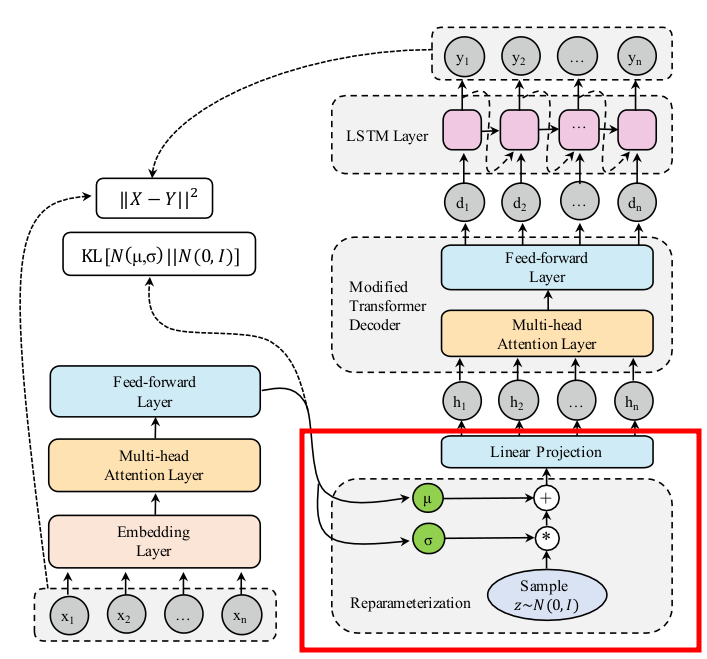 y₁ y₂ … yₙ
LSTM Layer
…
‖X − Y‖²
d₁ d₂ … dₙ
KL[N(μ,σ)||N(0, I)]
Feed-forward
Layer
Modified
Transformer
Decoder
Multi-head
Attention Layer
Feed-forward
Layer
h₁ h₂ … hₙ
Multi-head
Attention Layer
Linear Projection
μ +
Embedding
Layer
σ *
Sample
z~N(0, I)
Reparameterization
x₁ x₂ … xₙ